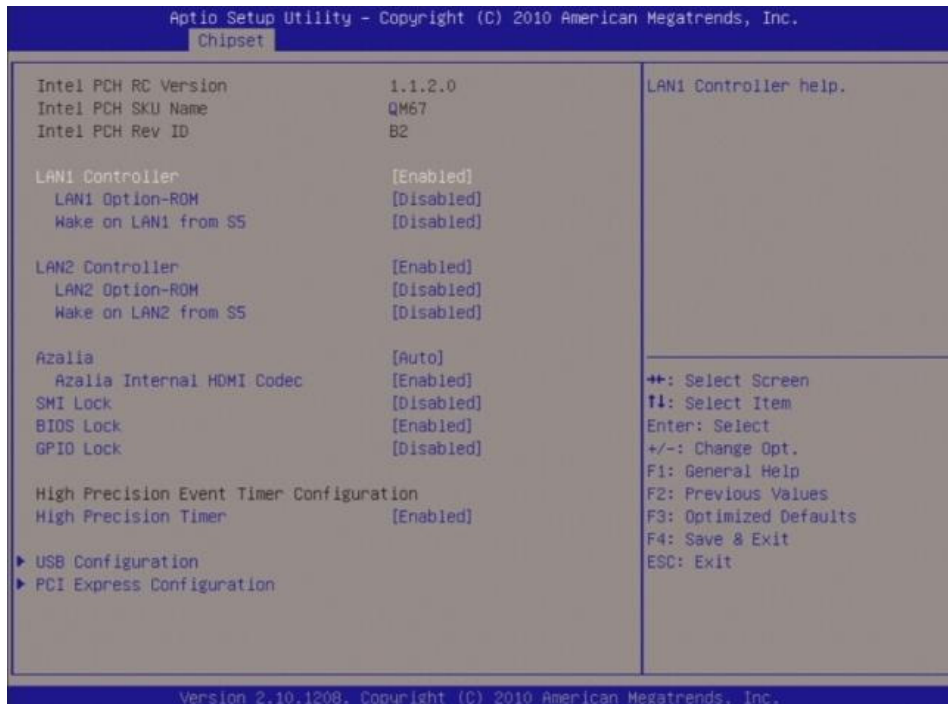 Aptio Setup Utility – Copyright (C) 2010 American Megatrends, Inc.
Chipset
Intel PCH RC Version 1.1.2.0
Intel PCH SKU Name QM67
Intel PCH Rev ID B2
LAN1 Controller [Enabled]
LAN1 Option-ROM [Disabled]
Wake on LAN1 from S5 [Disabled]
LAN2 Controller [Enabled]
LAN2 Option-ROM [Disabled]
Wake on LAN2 from S5 [Disabled]
Azalia [Auto]
Azalia Internal HDMI Codec [Enabled]
SMI Lock [Disabled]
BIOS Lock [Enabled]
GPIO Lock [Disabled]
High Precision Event Timer Configuration
High Precision Timer [Enabled]
USB Configuration
PCI Express Configuration
LAN1 Controller help.
→←: Select Screen
↑↓: Select Item
Enter: Select
+/-: Change Opt.
F1: General Help
F2: Previous Values
F3: Optimized Defaults
F4: Save & Exit
ESC: Exit
Version 2.10.1208. Copyright (C) 2010 American Megatrends, Inc.